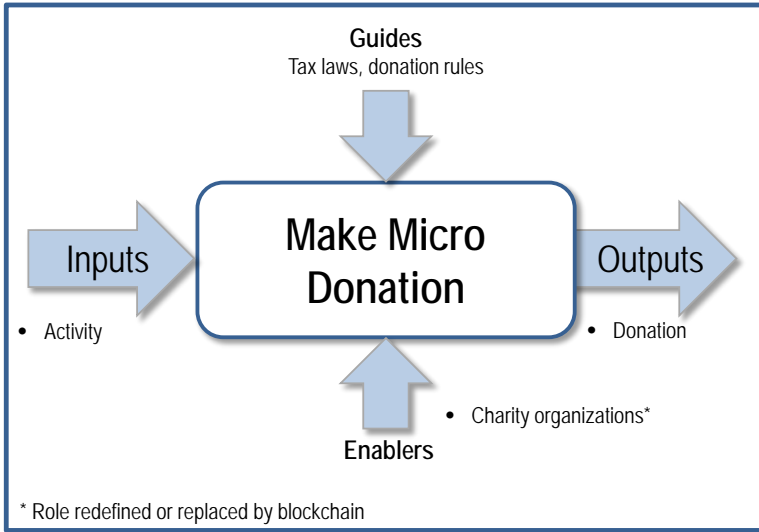 Guides
Tax laws, donation rules
Make Micro
Donation
Inputs
Outputs
• Activity
• Donation
• Charity organizations*
Enablers
* Role redefined or replaced by blockchain